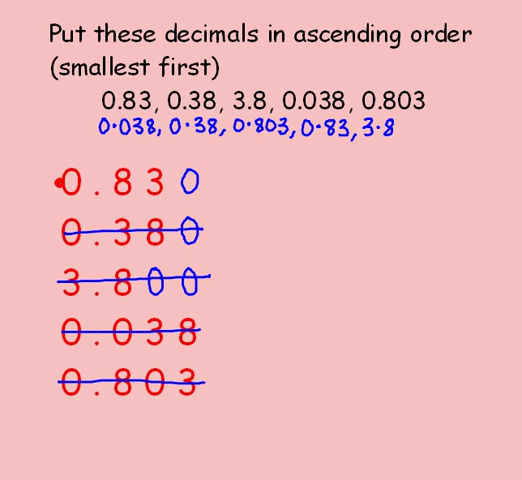 Put these decimals in ascending order
(smallest first)
0.83, 0.38, 3.8, 0.038, 0.803
0.038, 0.38, 0.803, 0.83, 3.8
0.830
0.380
3.800
0.038
0.803